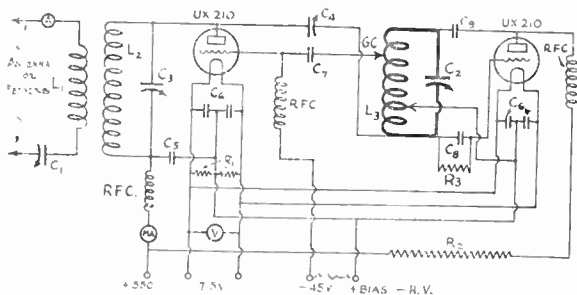 A
ANTENNA
OR
FEEDERS
L1
C1
L2
C3
C5
RFC.
MA
+550
UX 210
C6
R1
V
7.5V
C4
C7
RFC
-45V
+BIAS - H.V.
GC
L3
C2
C8
R3
C9
UX 210
C6
RFC
R2